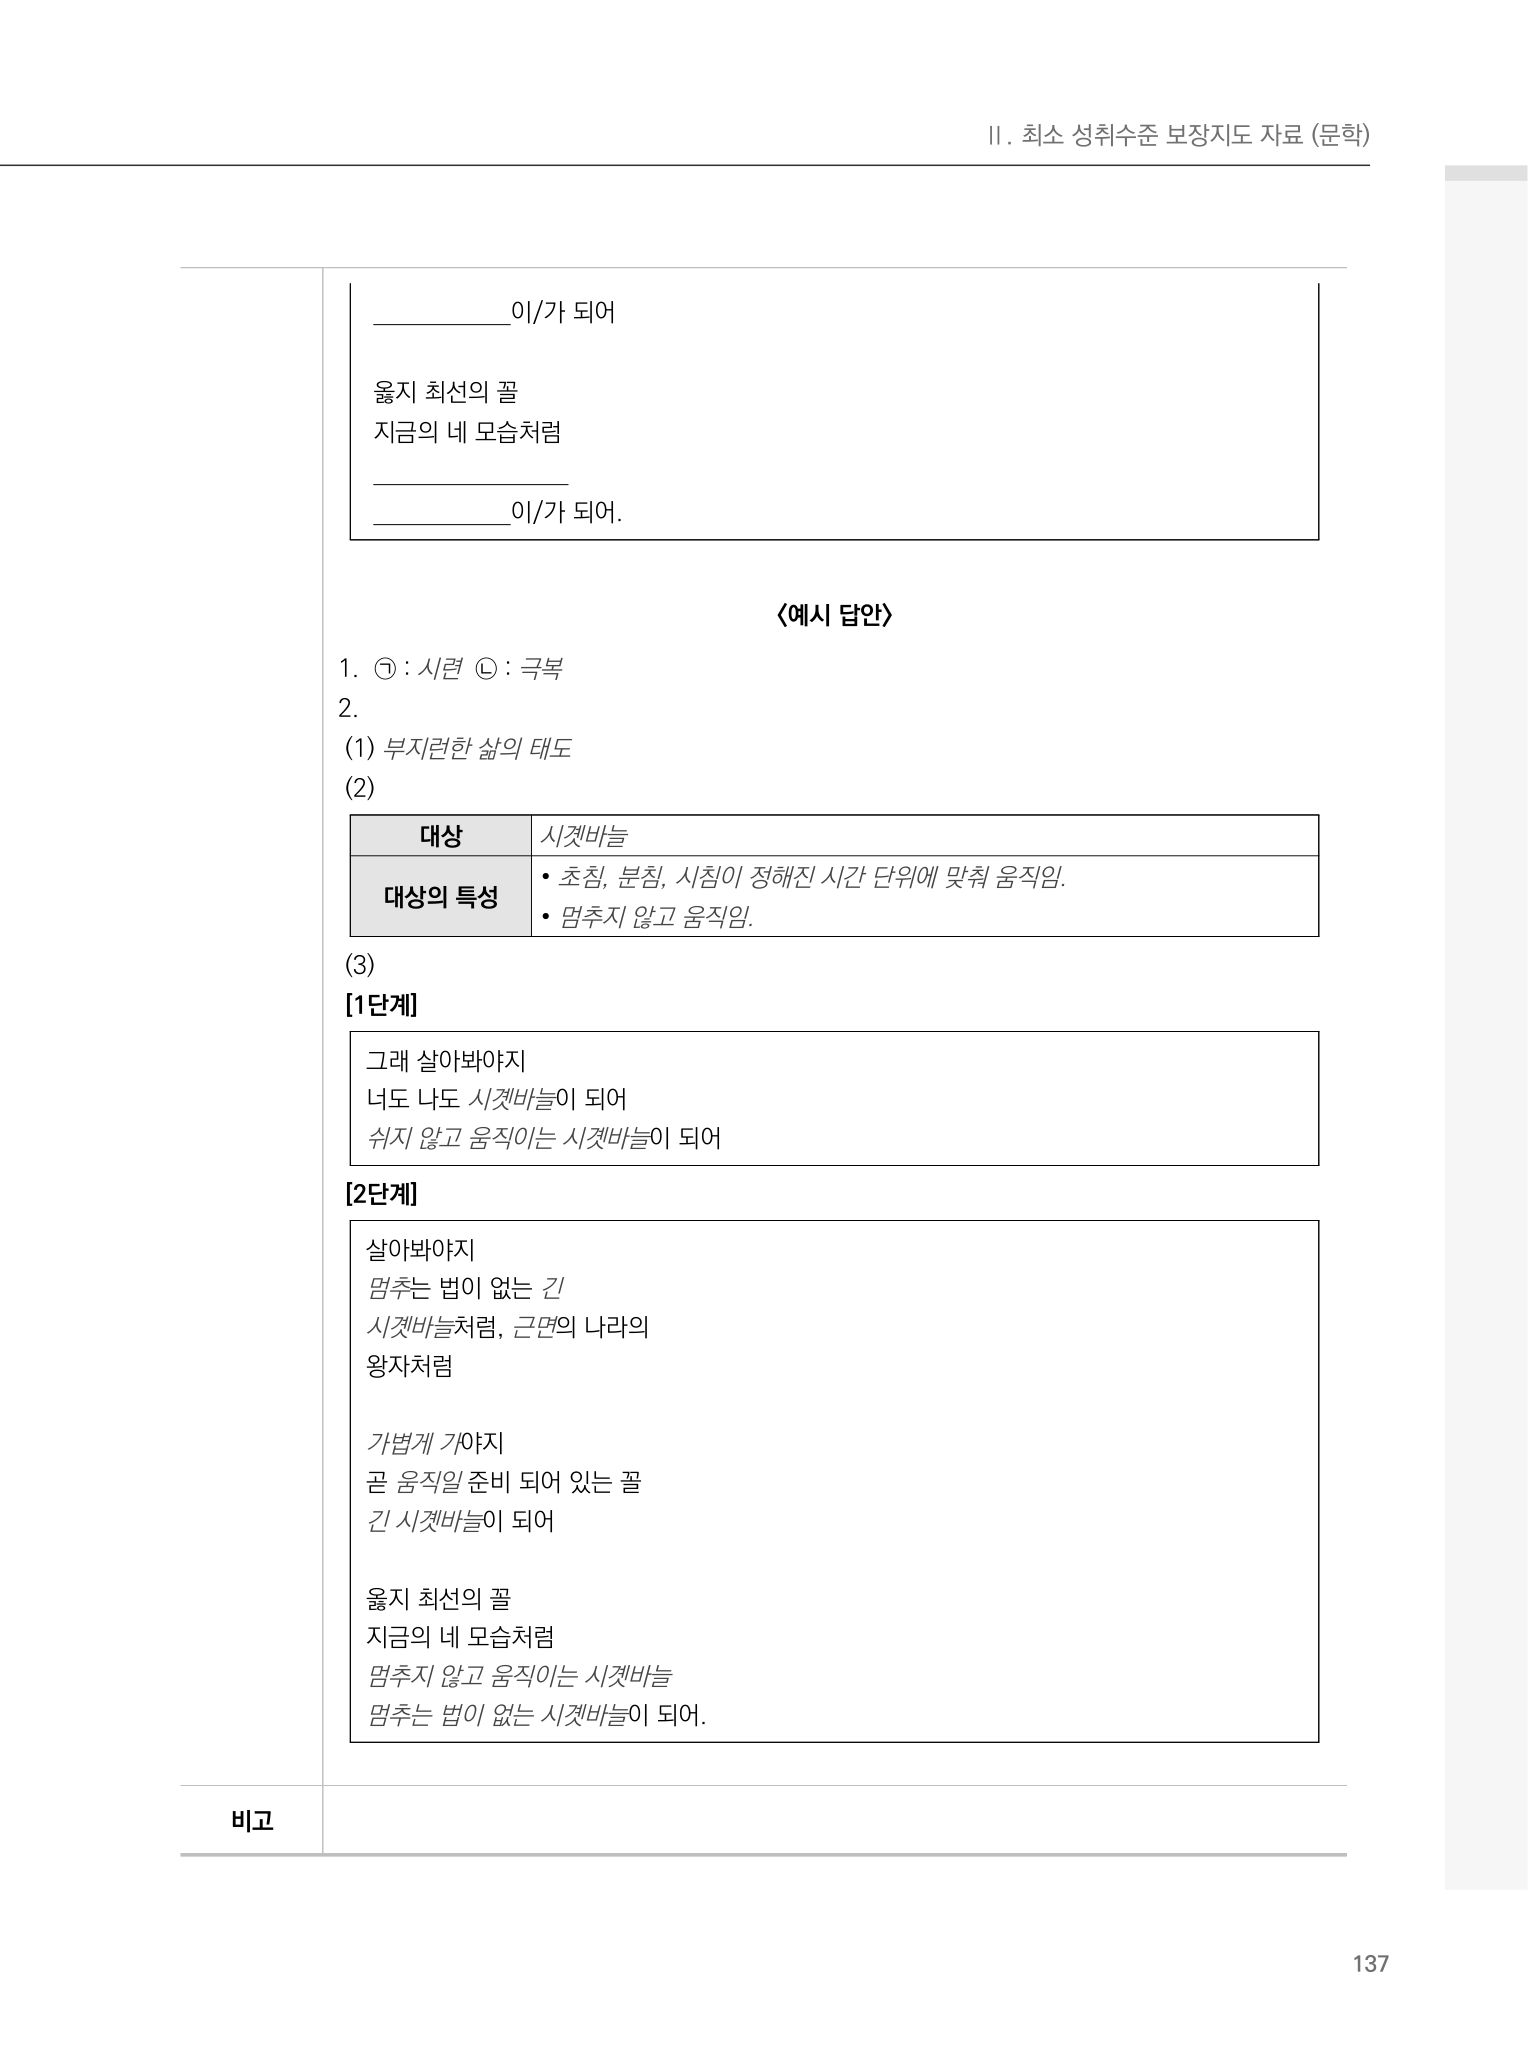 Ⅱ. 최소 성취수준 보장지도 자료 (문학)
__________이/가 되어
옳지 최선의 꼴
지금의 네 모습처럼
______________
__________이/가 되어.
〈예시 답안〉
1. ㉠ : 시련 ㉡ : 극복
2.
(1) 부지런한 삶의 태도
(2)
대상 시곗바늘
대상의 특성
• 초침, 분침, 시침이 정해진 시간 단위에 맞춰 움직임.
• 멈추지 않고 움직임.
(3)
[1단계]
그래 살아봐야지
너도 나도 시곗바늘이 되어
쉬지 않고 움직이는 시곗바늘이 되어
[2단계]
살아봐야지
멈추는 법이 없는 긴
시곗바늘처럼, 근면의 나라의
왕자처럼
가볍게 가야지
곧 움직일 준비 되어 있는 꼴
긴 시곗바늘이 되어
옳지 최선의 꼴
지금의 네 모습처럼
멈추지 않고 움직이는 시곗바늘
멈추는 법이 없는 시곗바늘이 되어.
비고
137